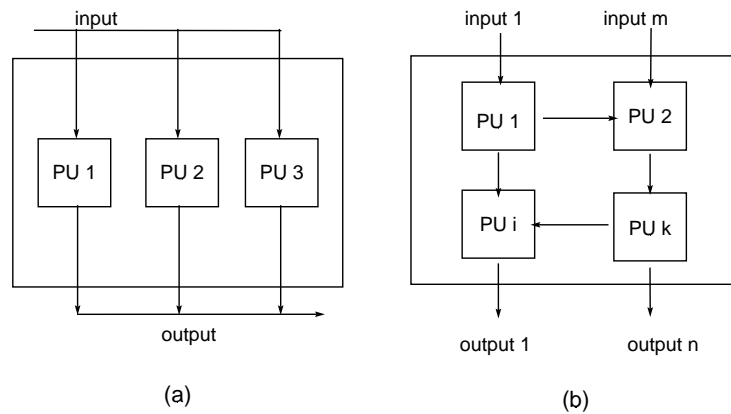 input
PU 1
PU 2
PU 3
output
(a)
input 1
input m
PU 1
PU 2
PU i
PU k
output 1
output n
(b)